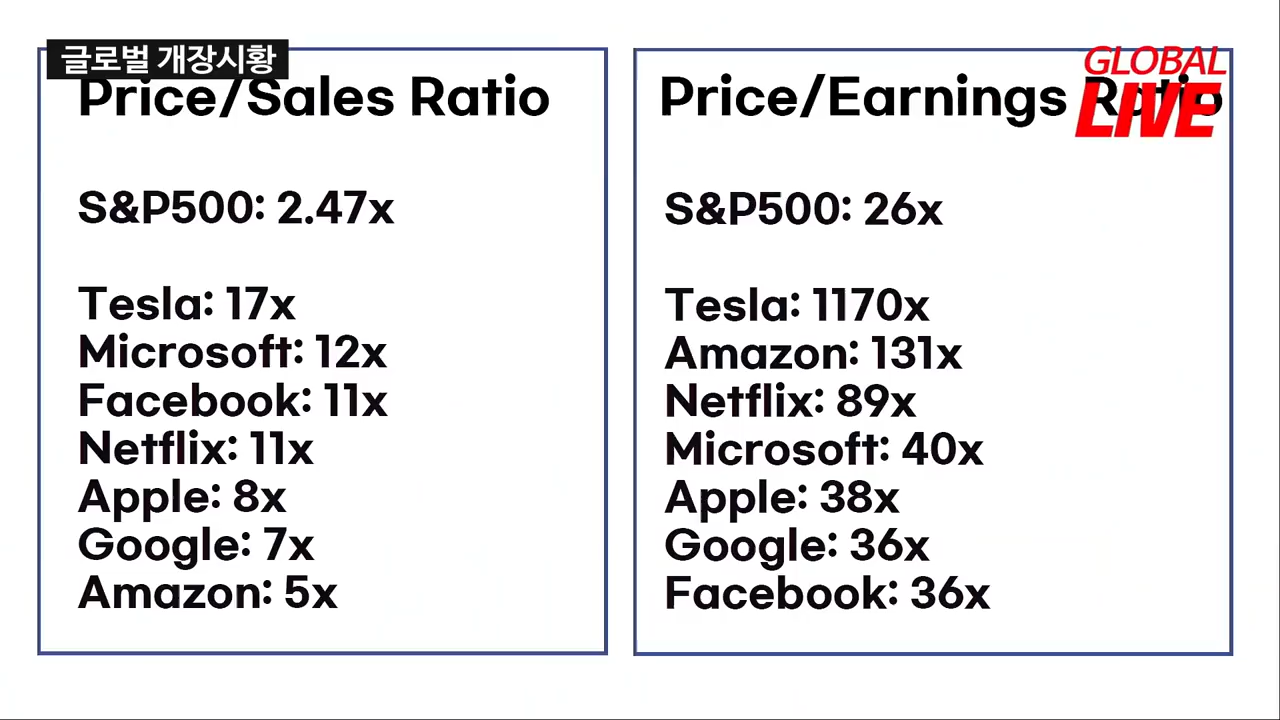 글로벌 개장시황
Price/Sales Ratio
S&P500: 2.47x
Tesla: 17x
Microsoft: 12x
Facebook: 11x
Netflix: 11x
Apple: 8x
Google: 7x
Amazon: 5x
GLOBAL
LIVE
Price/Earnings Ratio
S&P500: 26x
Tesla: 1170x
Amazon: 131x
Netflix: 89x
Microsoft: 40x
Apple: 38x
Google: 36x
Facebook: 36x